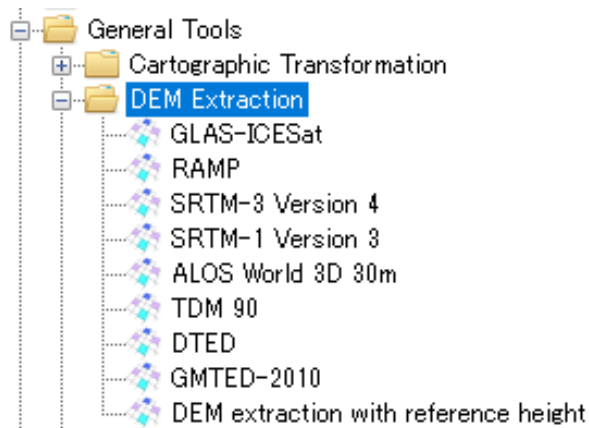 General Tools
Cartographic Transformation
DEM Extraction
GLAS-ICESat
RAMP
SRTM-3 Version 4
SRTM-1 Version 3
ALOS World 3D 30m
TDM 90
DTED
GMTED-2010
DEM extraction with reference height